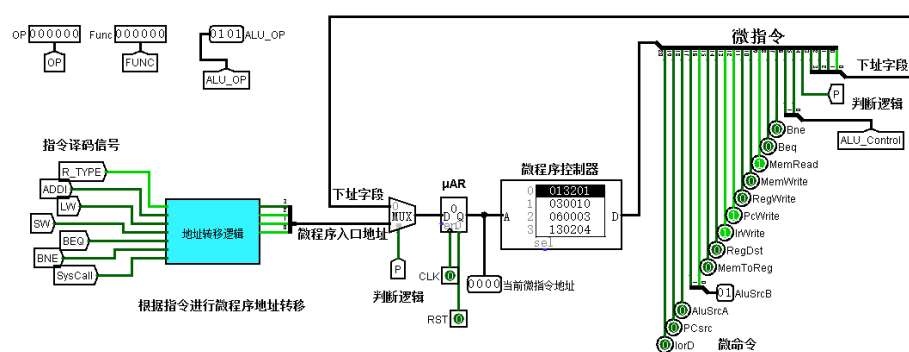 OP 000000
Func 000000
0101 ALU_OP
OP
FUNC
ALU_OP
微指令
下址字段
P
判断逻辑
ALU_Control
Bne
Beq
MemRead
MemWrite
RegWrite
PcWrite
IrWrite
RegDst
MemToReg
01 AluSrcB
AluSrcA
PCsrc
IorD
微命令
指令译码信号
R_TYPE
ADDI
LW
SW
BEQ
BNE
SysCall
地址转移逻辑
微程序入口地址
根据指令进行微程序地址转移
下址字段
0
MUX
P
判断逻辑
μAR
0
D Q
CLK 0
RST 0
0000 当前微指令地址
微程序控制器
A
0 013201
1 030010
2 060003
3 130204
sel
D